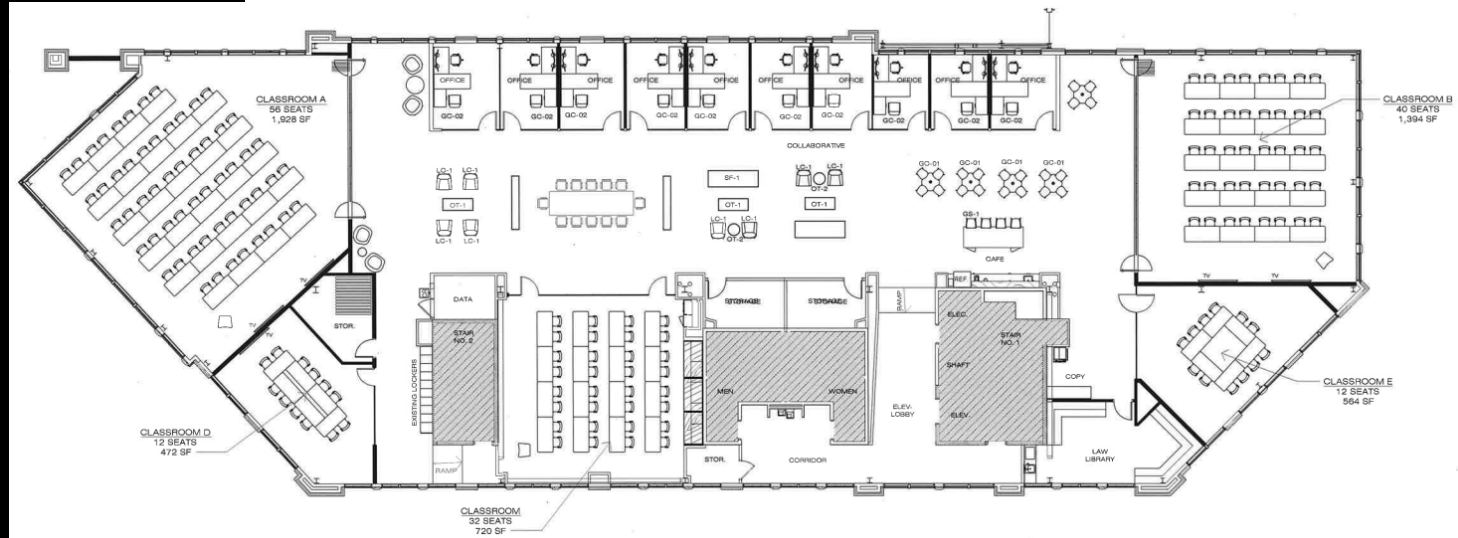 CLASSROOM A
56 SEATS
1,928 SF
OFFICE
OFFICE
OFFICE
OFFICE
OFFICE
OFFICE
OFFICE
OFFICE
OFFICE
OFFICE
GC-02
GC-02
GC-02
GC-02
GC-02
GC-02
GC-02
GC-02
GC-02
GC-02
CLASSROOM B
40 SEATS
1,394 SF
COLLABORATIVE
LC-1
LC-1
OT-1
LC-1
LC-1
SF-1
OT-1
LC-1
LC-1
OT-2
LC-1
LC-1
OT-2
OT-1
GC-01
GC-01
GC-01
GC-01
GS-1
CAFE
TV
TV
TV
TV
TV
STOR.
DATA
STAIR
NO. 2
EXISTING LOCKERS
RAMP
STORAGE
STORAGE
RAMP
REF.
ELEC.
STAIR
NO. 1
SHAFT
ELEV.
MEN
WOMEN
ELEV-
LOBBY
COPY
STOR.
CORRIDOR
LAW
LIBRARY
CLASSROOM E
12 SEATS
564 SF
CLASSROOM D
12 SEATS
472 SF
CLASSROOM
32 SEATS
720 SF